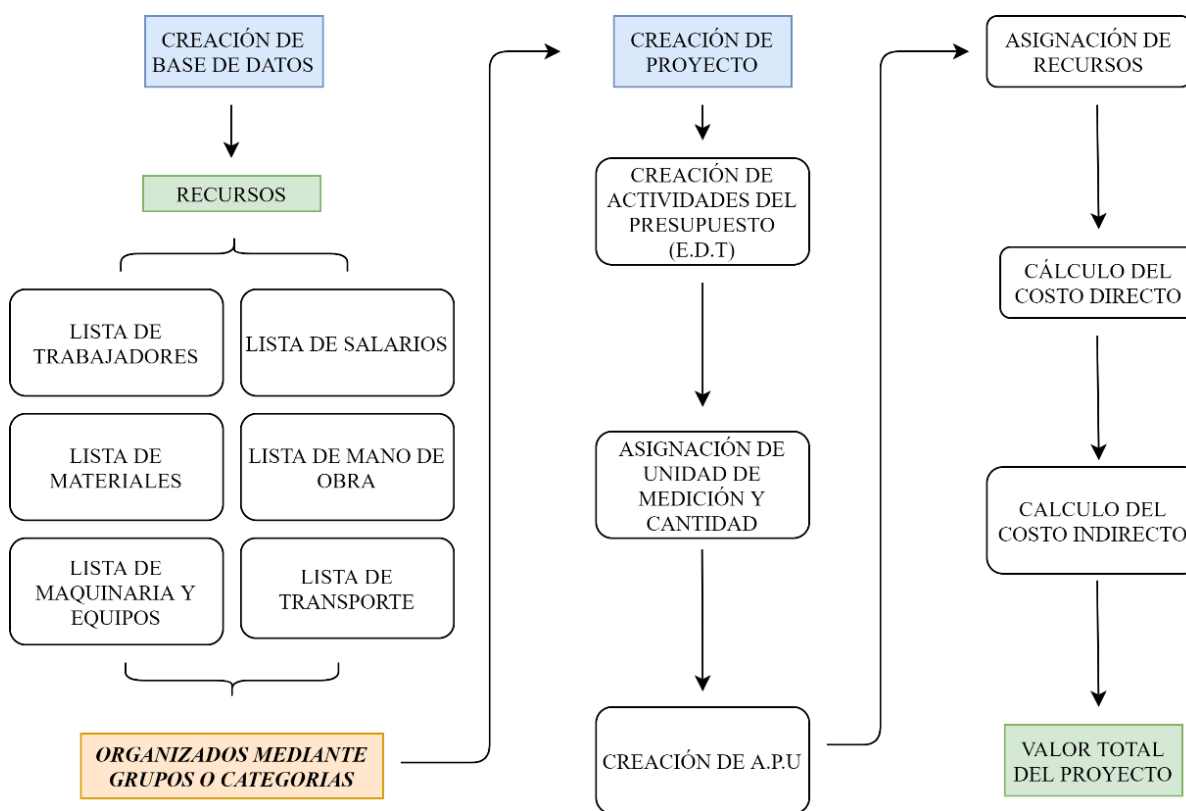 CREACIÓN DE
BASE DE DATOS
RECURSOS
LISTA DE
TRABAJADORES
LISTA DE SALARIOS
LISTA DE
MATERIALES
LISTA DE MANO DE
OBRA
LISTA DE
MAQUINARIA Y
EQUIPOS
LISTA DE
TRANSPORTE
ORGANIZADOS MEDIANTE
GRUPOS O CATEGORIAS
CREACIÓN DE
PROYECTO
CREACIÓN DE
ACTIVIDADES DEL
PRESUPUESTO
(E.D.T)
ASIGNACIÓN DE
UNIDAD DE
MEDICIÓN Y
CANTIDAD
CREACIÓN DE A.P.U
ASIGNACIÓN DE
RECURSOS
CÁLCULO DEL
COSTO DIRECTO
CALCULO DEL
COSTO INDIRECTO
VALOR TOTAL
DEL PROYECTO